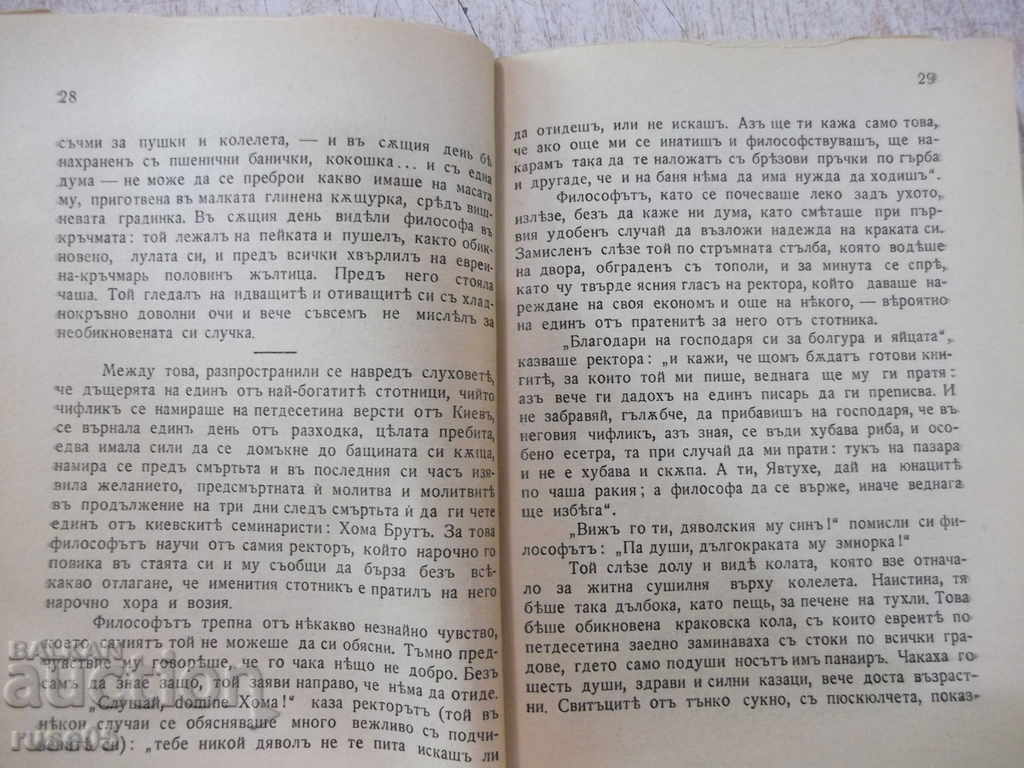 28
съчми за пушки и колелета, — и въ сѫщия день бѣ
нахраненъ съ пшенични банички, кокошка... и съ една
дума — не може да се преброи какво имаше на масата
му, приготвена въ малката глинена кѫщурка, срѣдъ виш-
невата градинка. Въ сѫщия день видѣли философа въ
кръчмата: той лежалъ на пейката и пушелъ, както обик-
новено, лулата си, и предъ всички хвърлилъ на евреи-
на-кръчмарь половинъ жълтица. Предъ него стояла
чаша. Той гледалъ на идващитѣ и отиващитѣ си съ хлад-
нокръвно доволни очи и вече съвсемъ не мислѣлъ за
необикновената си случка.
Между това, разпространили се навредъ слуховетѣ,
че дъщерята на единъ отъ най-богатитѣ стотници, чийто
чифликъ се намираше на петдесетина версти отъ Киевъ,
се върнала единъ день отъ разходка, цѣлата пребита,
едва имала сили да се домъкне до бащината си кѫща,
намира се предъ смъртьта и въ последния си часъ изя-
вила желанието, предсмъртната ѝ молитва и молитвитѣ
въ продължение на три дни следъ смъртьта ѝ да ги чете
единъ отъ киевскитѣ семинаристи: Хома Брутъ. За това
философътъ научи отъ самия ректоръ, който нарочно го
повика въ стаята си и му съобщи да бърза безъ всѣ-
какво отлагане, че именития стотникъ е пратилъ на него
нарочно хора и возия.
Философътъ трепна отъ нѣкакво незнайно чувство,
което самиятъ той не можеше да си обясни. Тъмно пред-
чувствие му говорѣше, че го чака нѣщо не добро. Безъ
самъ да знае защо, той заяви направо, че нѣма да отиде.
„Слушай, domine Хома!“ каза ректорътъ (той въ
нѣкои случаи се обясняваше много вежливо съ подчи-
ненитѣ си): „тебе никой дяволъ не те пита искашъ ли
29
да отидешъ, или не искашъ. Азъ ще ти кажа само това,
че ако още ми се инатишъ и философствувашъ, ще на-
карамъ така да те наложатъ съ брѣзови пръчки по гърба
и другаде, че и на баня нѣма да има нужда да ходишъ“.
Философътъ, като се почесваше леко задъ ухото,
излѣзе, безъ да каже ни дума, като смѣташе при пър-
вия удобенъ случай да възложи надежда на краката си.
Замисленъ слѣзе той по стръмната стълба, която водѣше
на двора, обграденъ съ тополи, и за минута се спрѣ,
като чу твърде ясния гласъ на ректора, който даваше на-
реждане на своя економъ и още на нѣкого, — вѣроятно
на единъ отъ пратените за него отъ стотника.
„Благодари на господаря си за болгура и яйцата“,
казваше ректора: „и кажи, че щомъ бѫдатъ готови кни-
гитѣ, за които той ми пише, веднага ще му ги пратя:
азъ вече ги дадохъ на единъ писарь да ги преписва. И
не забравяй, гълѫбче, да прибавишъ на господаря, че въ
неговия чифликъ, азъ зная, се въди хубава риба, и осо-
бено есетра, та при случай да ми прати: тукъ на пазара
и не е хубава и скѫпа. А ти, Явтухе, дай на юнацитѣ
по чаша ракия; а философа да се върже, иначе веднага
ще избѣга“.
„Вижъ го ти, дяволския му синъ!“ помисли си фи-
лософътъ: „Па души, дългокраката му змиорка!“
Той слѣзе долу и видѣ колата, която взе отнача-
ло за житна сушилня върху колелета. Наистина, тя
бѣше така дълбока, като пещь, за печене на тухли. Това
бѣше обикновена краковска кола, съ които евреитѣ по
петдесетина заедно заминаваха съ стоки по всички гра-
дове, гдето само подуши носътъ имъ панаиръ. Чакаха го
шесть души, здрави и силни казаци, вече доста възраст-
ни. Свитъцитѣ отъ тънко сукно, съ пюскюлчета, показ-
BALKAN
auction
ruse05